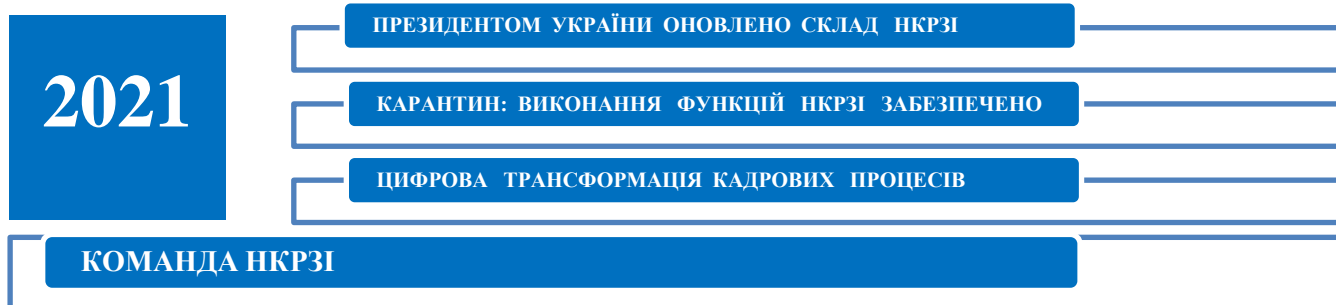 2021
ПРЕЗИДЕНТОМ УКРАЇНИ ОНОВЛЕНО СКЛАД НКРЗІ
КАРАНТИН: ВИКОНАННЯ ФУНКЦІЙ НКРЗІ ЗАБЕЗПЕЧЕНО
ЦИФРОВА ТРАНСФОРМАЦІЯ КАДРОВИХ ПРОЦЕСІВ
КОМАНДА НКРЗІ